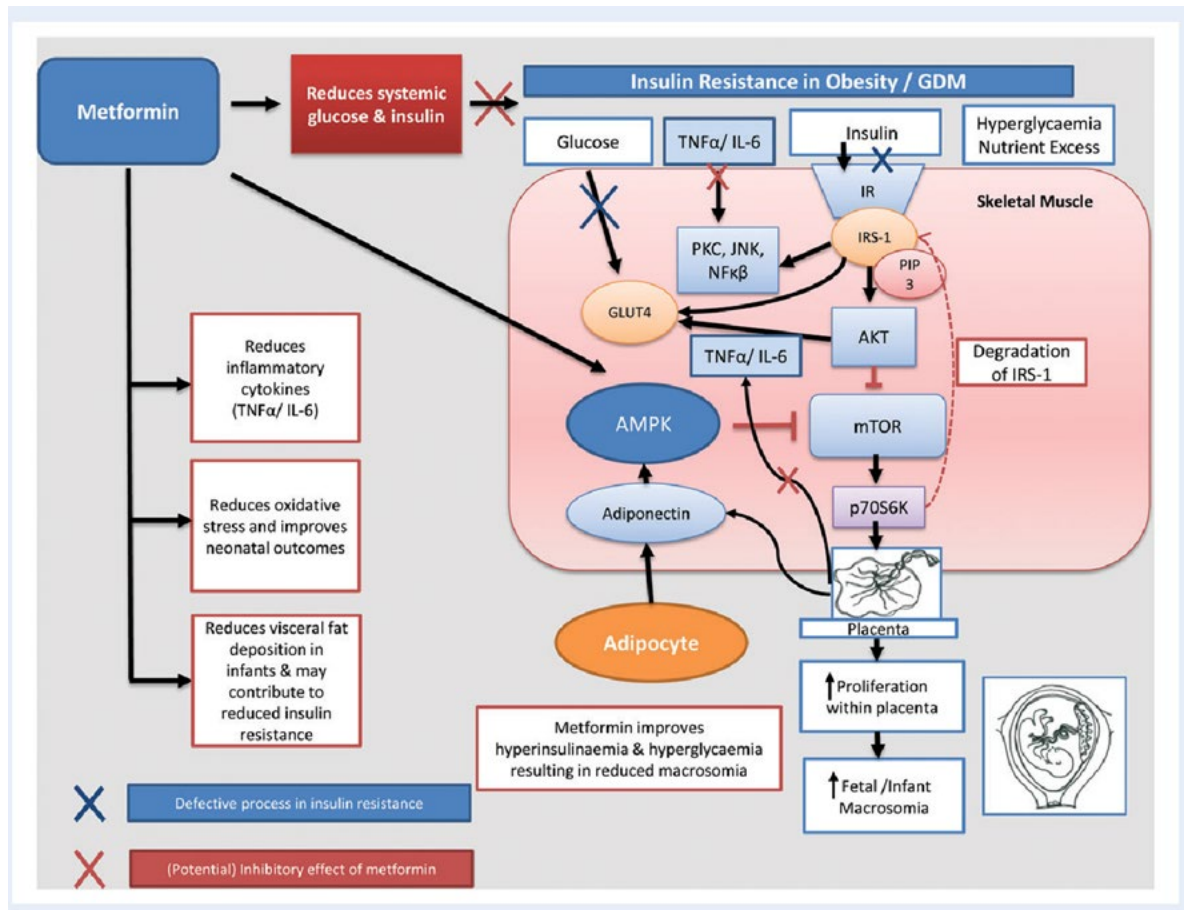 Metformin
Reduces systemic
glucose & insulin
Insulin Resistance in Obesity / GDM
Glucose
TNFα/ IL-6
Insulin
Hyperglycaemia
Nutrient Excess
IR
Skeletal Muscle
IRS-1
PIP
3
PKC, JNK,
NFκβ
GLUT4
AKT
TNFα/ IL-6
Degradation
of IRS-1
Reduces
inflammatory
cytokines
(TNFα/ IL-6)
AMPK
mTOR
Reduces oxidative
stress and improves
neonatal outcomes
Adiponectin
p70S6K
Placenta
Reduces visceral fat
deposition in
infants & may
contribute to
reduced insulin
resistance
Adipocyte
Proliferation
within placenta
Metformin improves
hyperinsulinaemia & hyperglycaemia
resulting in reduced macrosomia
Fetal /Infant
Macrosomia
Defective process in insulin resistance
(Potential) Inhibitory effect of metformin